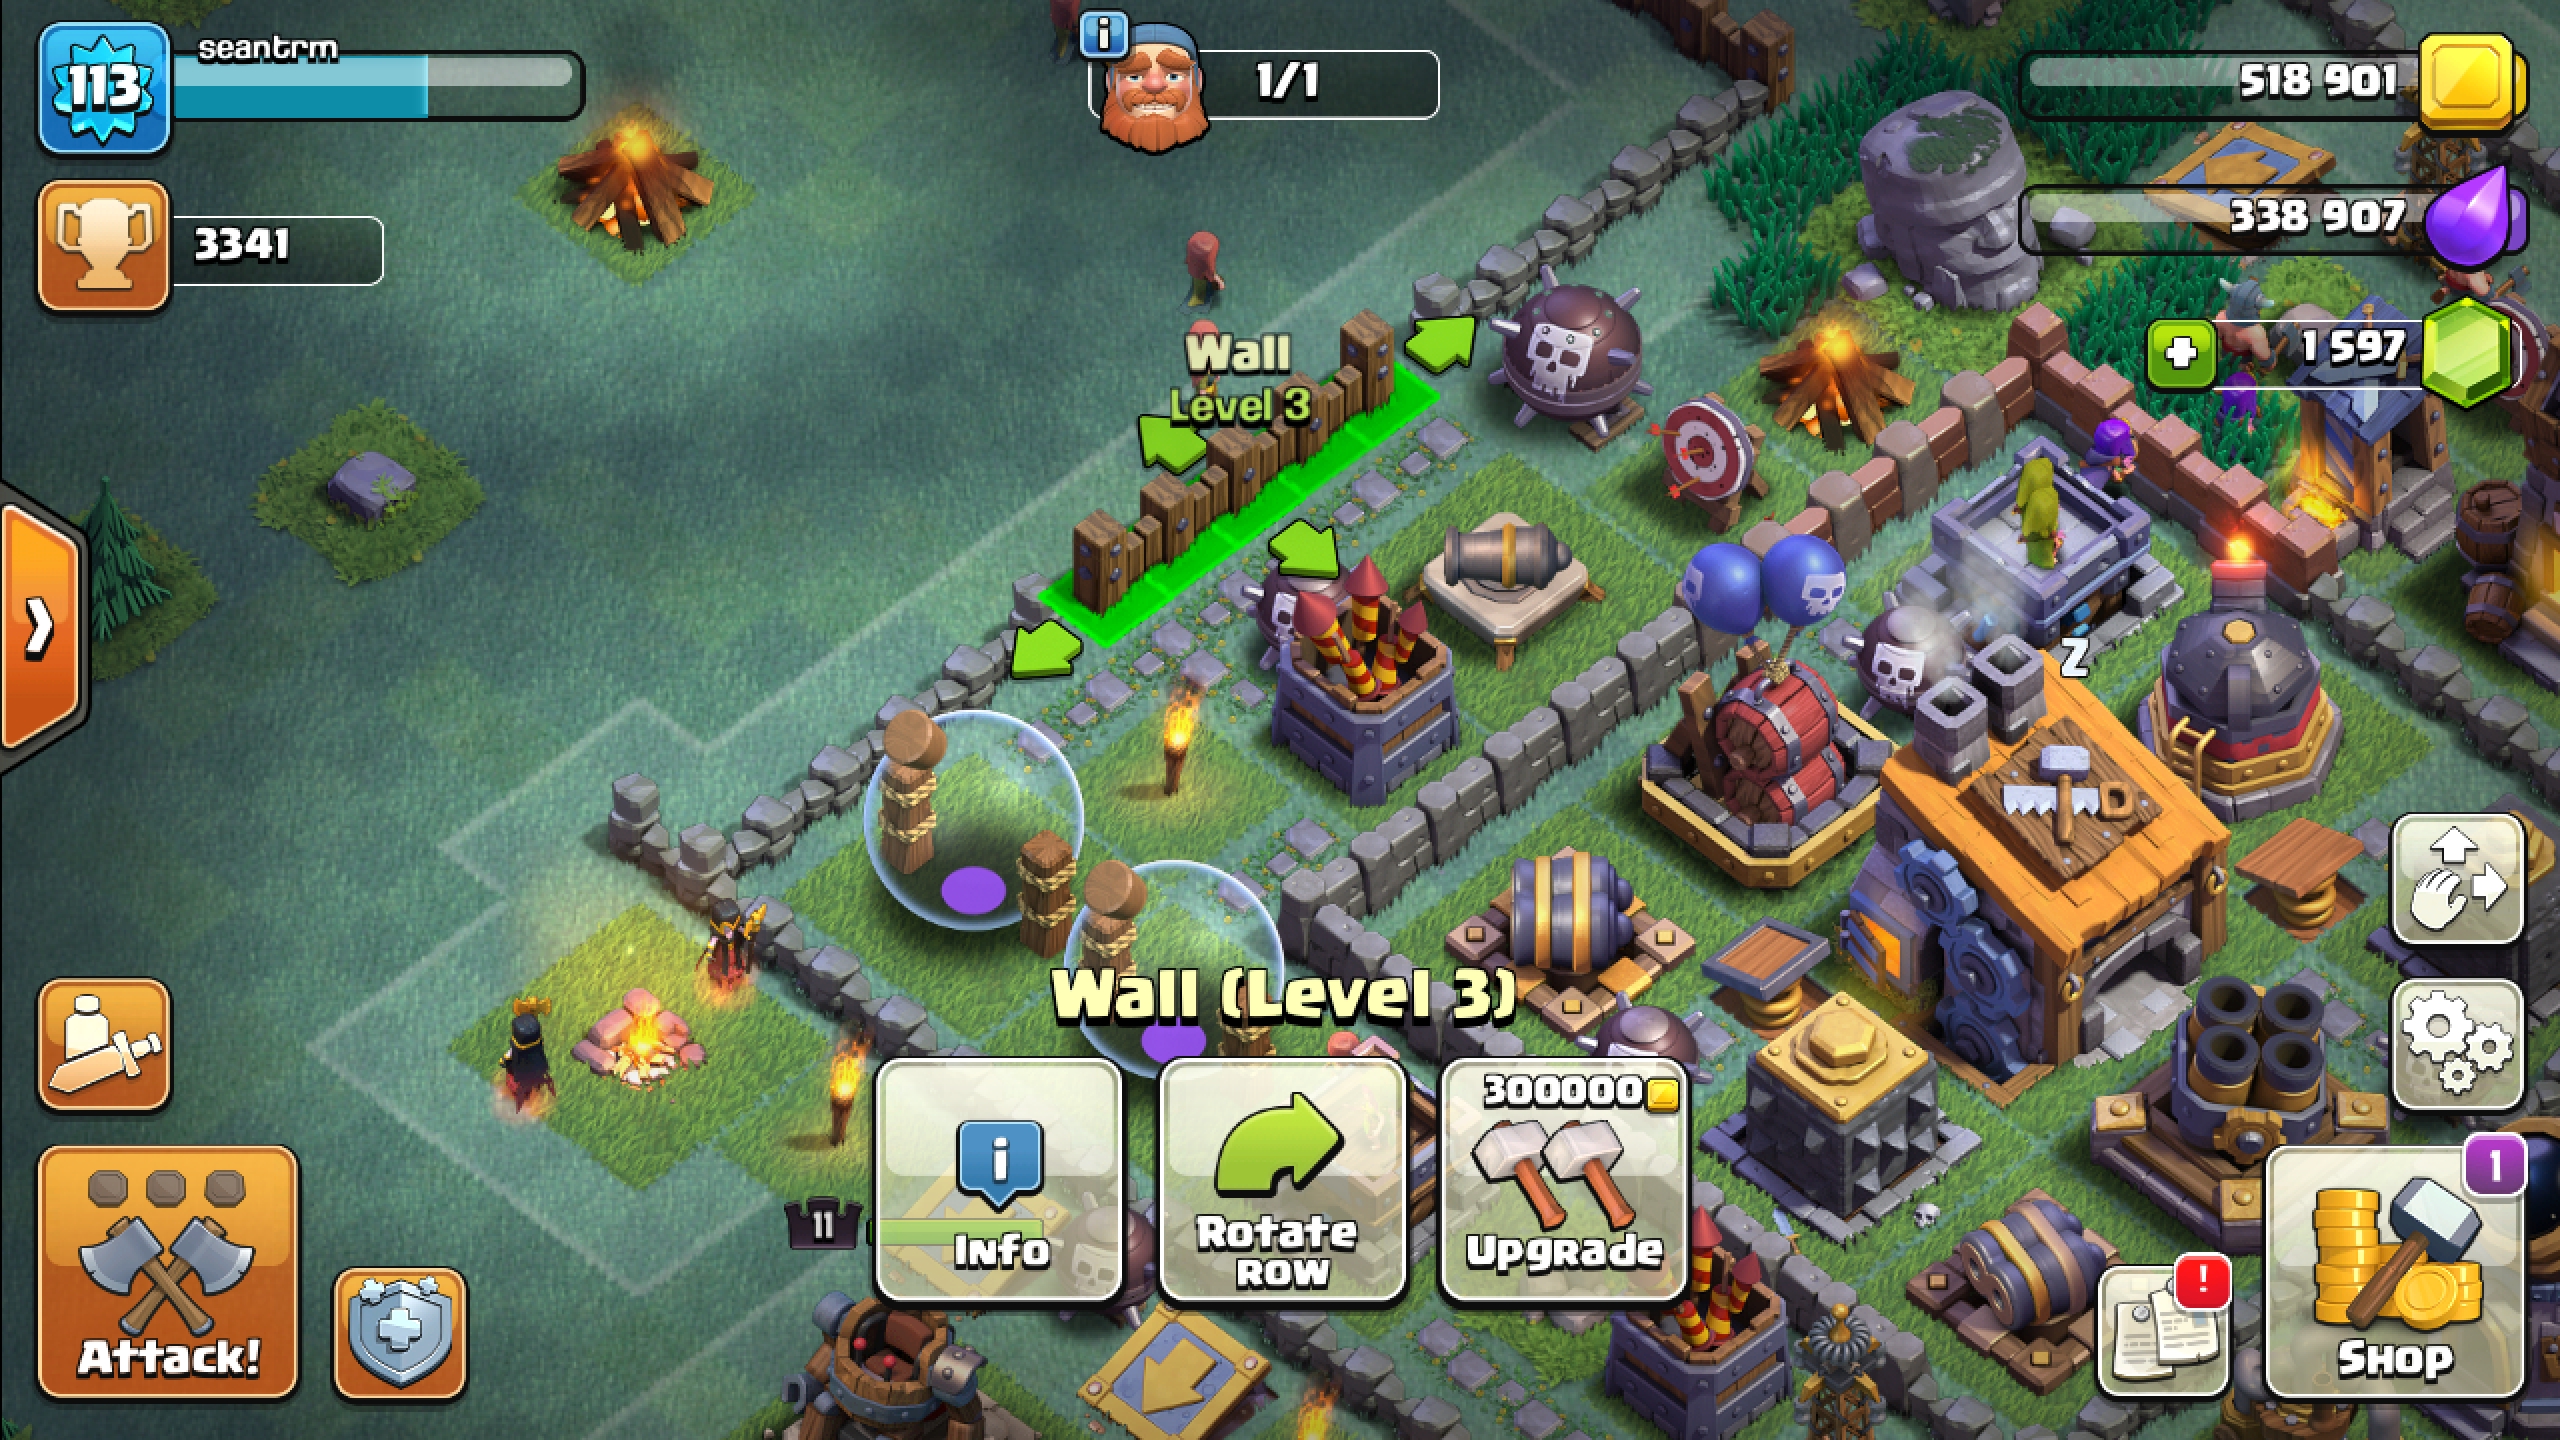 113
seantrm
1/1
518 901
3341
338 907
1 597
Wall
Level 3
Z
Wall (Level 3)
300000
Info
Rotate
row
Upgrade
11
Attack!
1
!
Shop